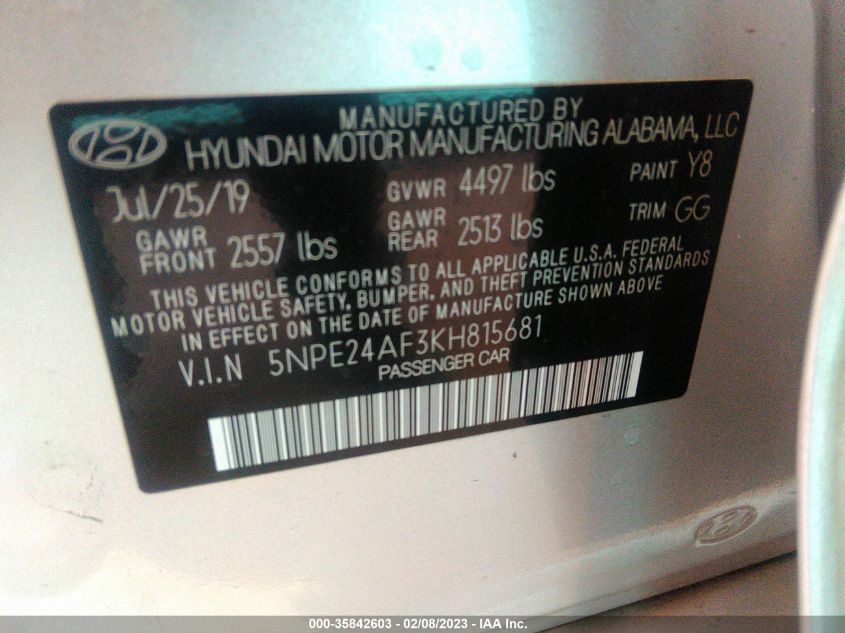 MANUFACTURED BY
HYUNDAI MOTOR MANUFACTURING ALABAMA, LLC
Jul/25/19 GVWR 4497 lbs PAINT Y8
GAWR FRONT 2557 lbs GAWR REAR 2513 lbs TRIM GG
THIS VEHICLE CONFORMS TO ALL APPLICABLE U.S.A. FEDERAL
MOTOR VEHICLE SAFETY, BUMPER, AND THEFT PREVENTION STANDARDS
IN EFFECT ON THE DATE OF MANUFACTURE SHOWN ABOVE
V.I.N 5NPE24AF3KH815681
PASSENGER CAR
000-35842603 - 02/08/2023 - IAA Inc.